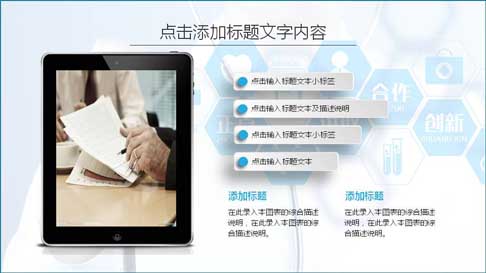 点击添加标题文字内容
点击输入标题文本小标签
点击输入标题文本及描述说明
点击输入标题文本小标签
点击输入标题文本
合作
创新
添加标题
在此录入本图表的综合描述
说明，在此录入本图表的综
合描述说明。
添加标题
在此录入本图表的综合描述
说明，在此录入本图表的综
合描述说明。